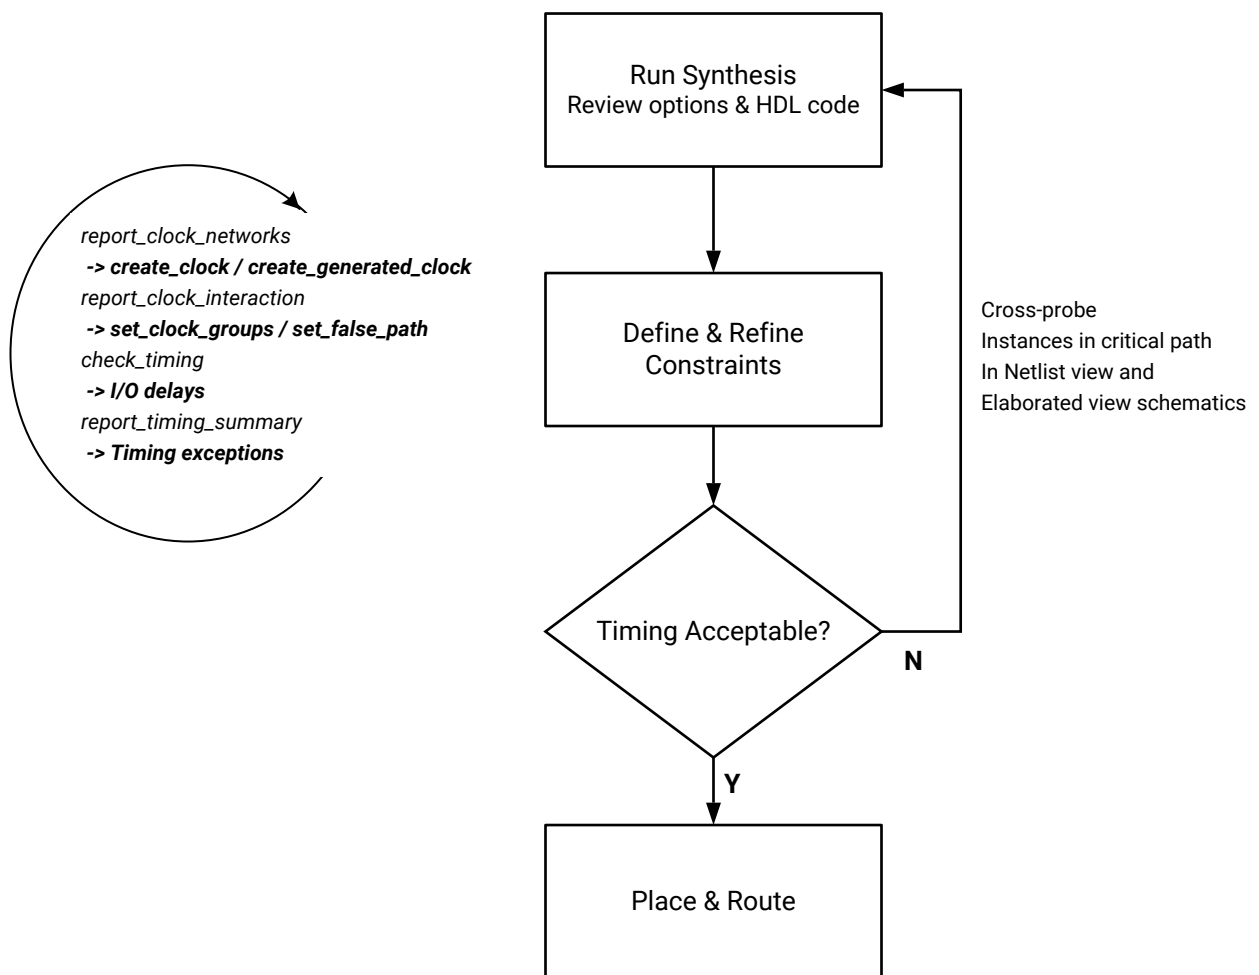 Run Synthesis
Review options & HDL code
report_clock_networks
-> create_clock / create_generated_clock
report_clock_interaction
-> set_clock_groups / set_false_path
check_timing
-> I/O delays
report_timing_summary
-> Timing exceptions
Define & Refine
Constraints
Cross-probe
Instances in critical path
In Netlist view and
Elaborated view schematics
Timing Acceptable?
N
Y
Place & Route